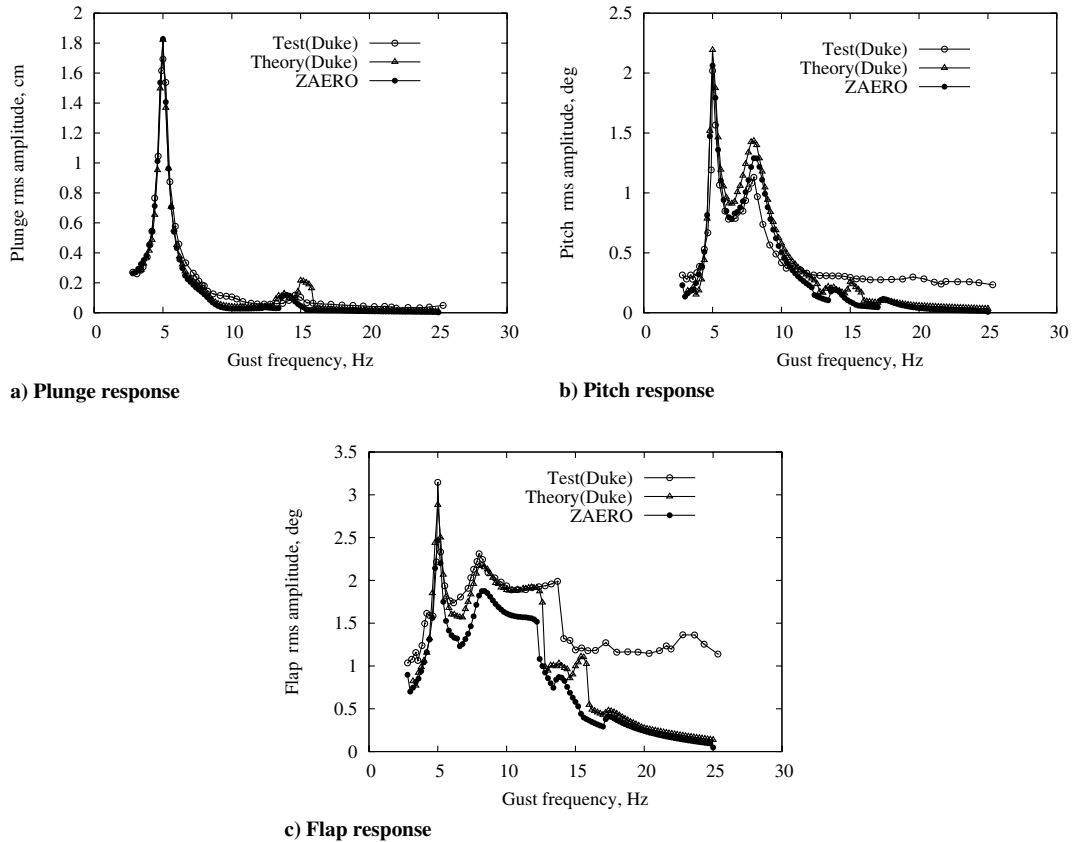 2
1.8
1.6
1.4
1.2
1
0.8
0.6
0.4
0.2
0
Plunge rms amplitude, cm
Test(Duke)
Theory(Duke)
ZAERO
0 5 10 15 20 25 30
Gust frequency, Hz
a) Plunge response
2.5
2
1.5
1
0.5
0
Pitch rms amplitude, deg
Test(Duke)
Theory(Duke)
ZAERO
0 5 10 15 20 25 30
Gust frequency, Hz
b) Pitch response
3.5
3
2.5
2
1.5
1
0.5
0
Flap rms amplitude, deg
Test(Duke)
Theory(Duke)
ZAERO
0 5 10 15 20 25 30
Gust frequency, Hz
c) Flap response